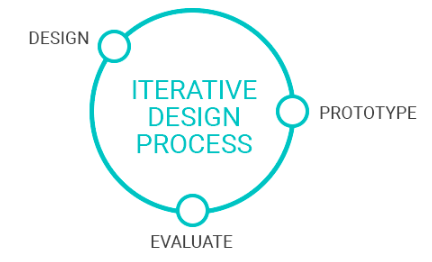 DESIGN
ITERATIVE
DESIGN
PROCESS
PROTOTYPE
EVALUATE